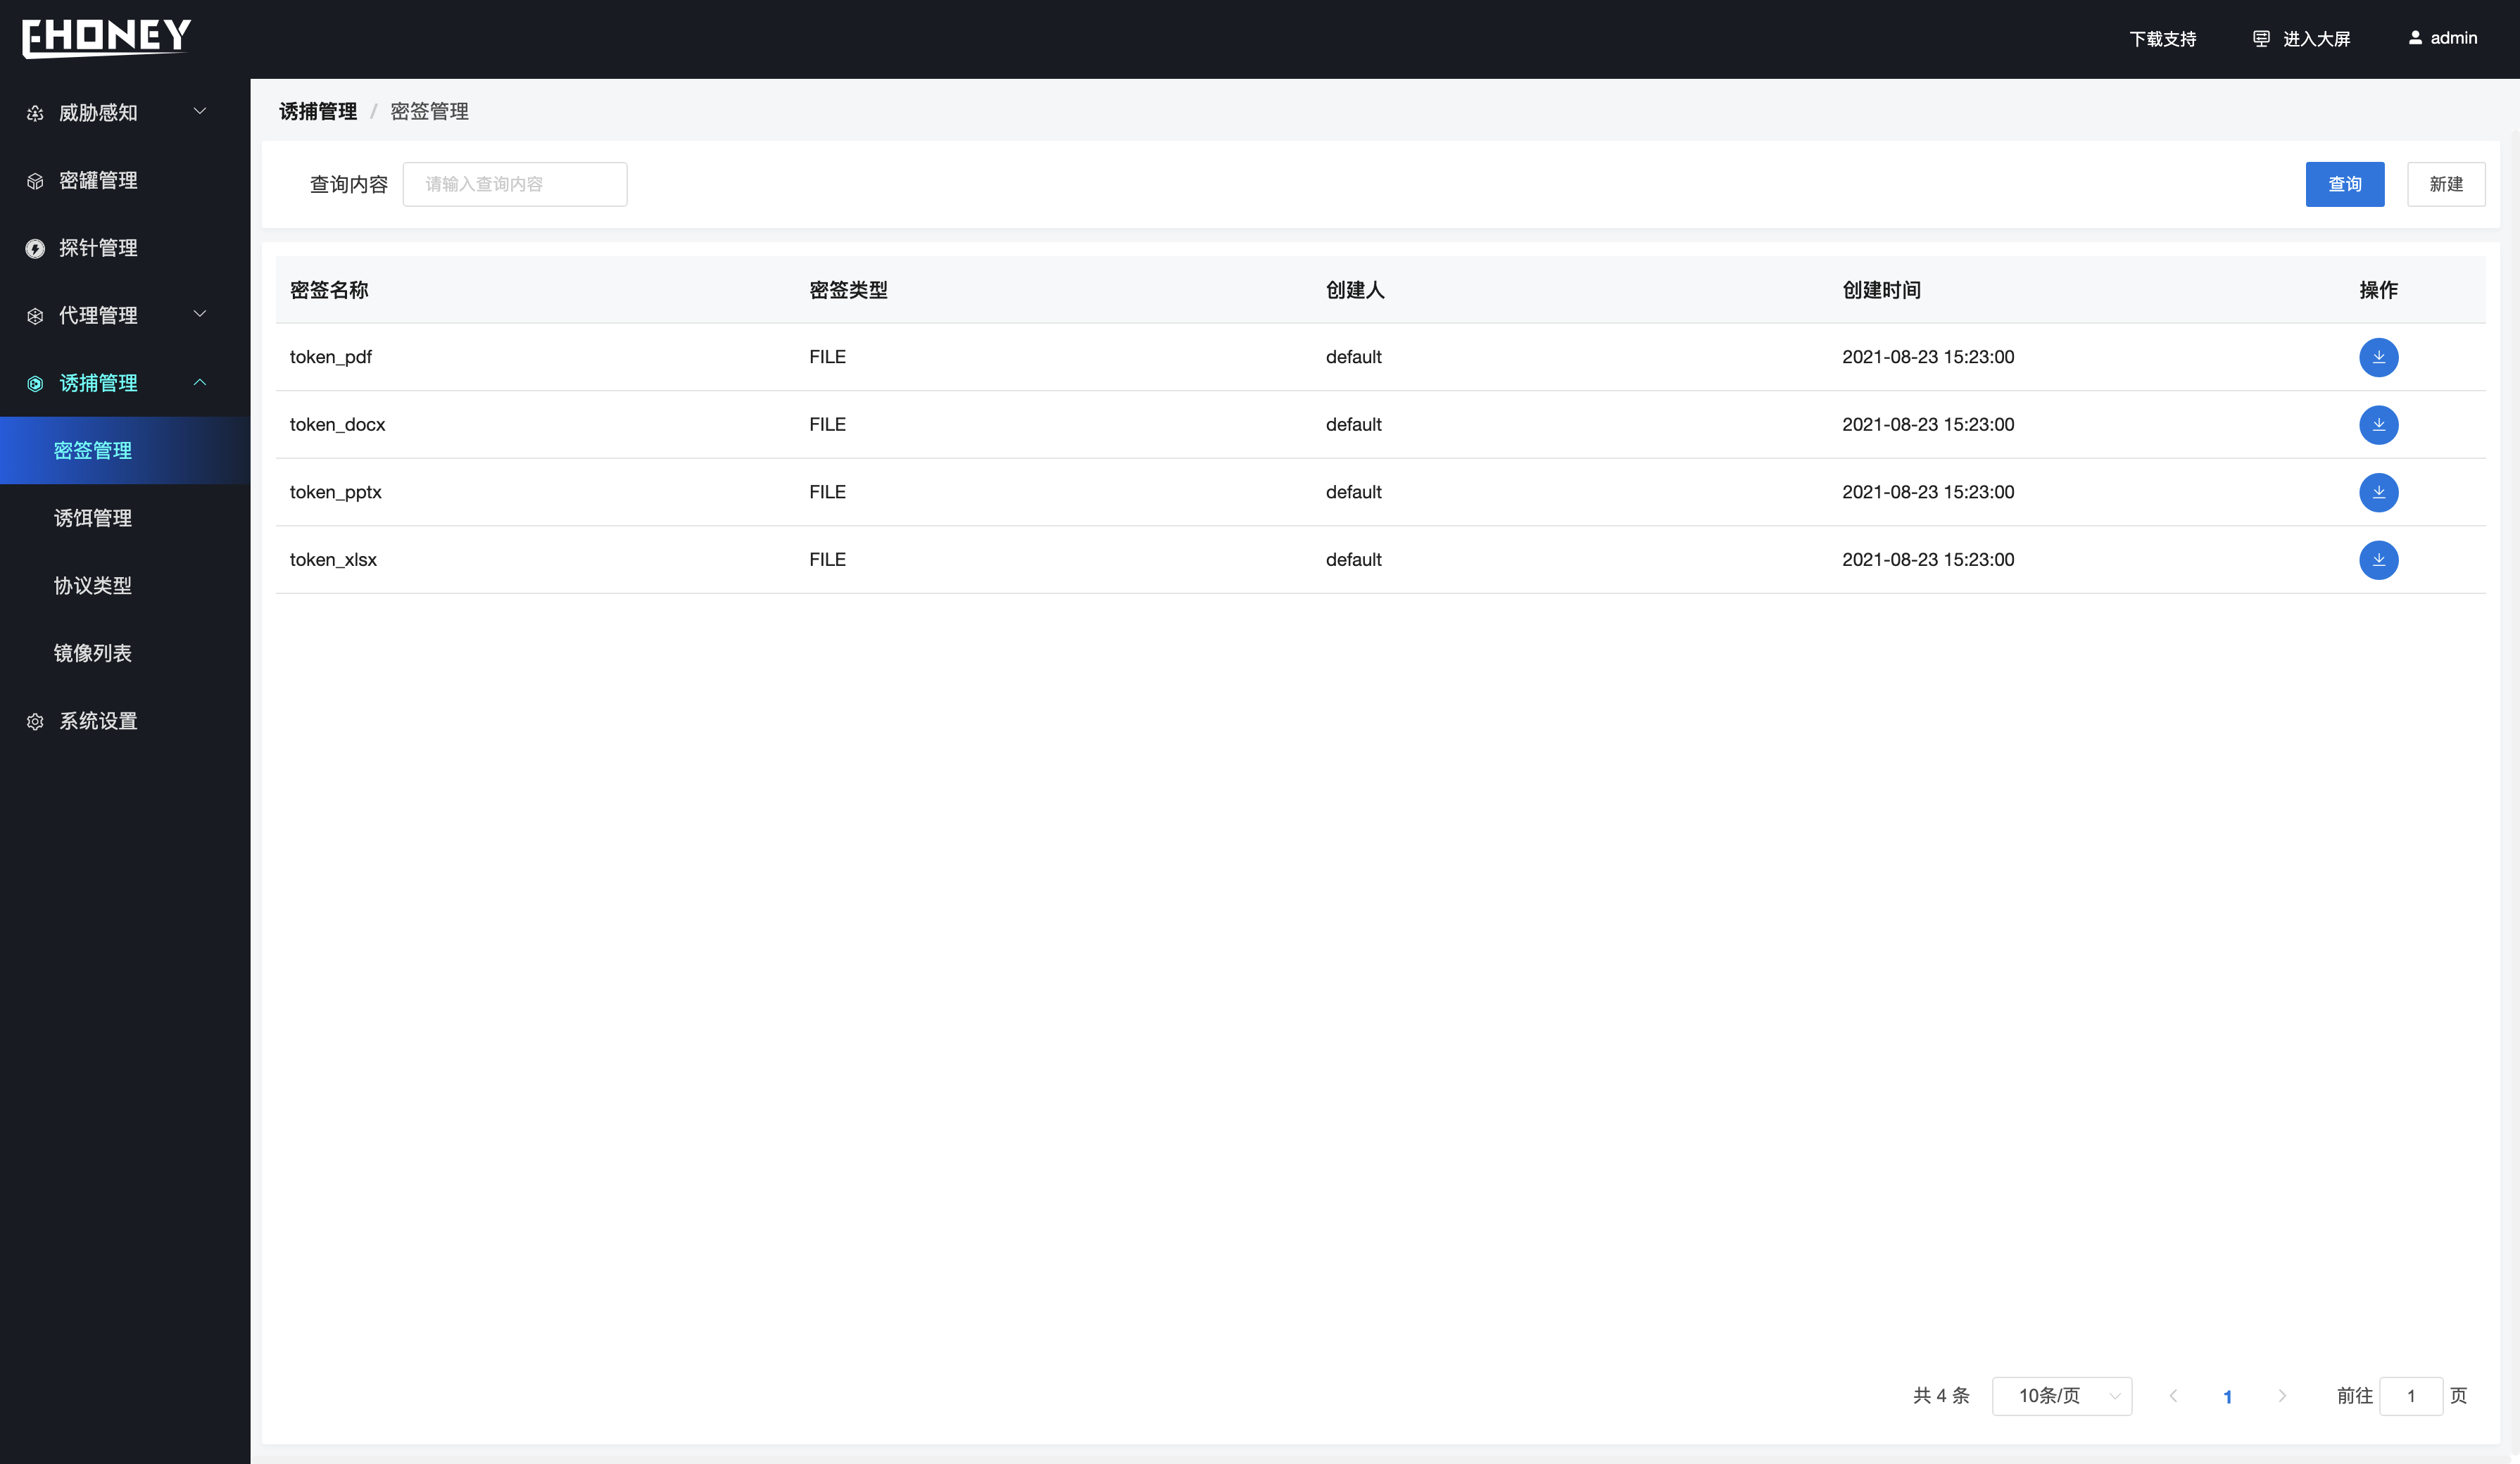 EHONEY
下载支持
进入大屏
admin
威胁感知
密罐管理
探针管理
代理管理
诱捕管理
密签管理
诱饵管理
协议类型
镜像列表
系统设置
诱捕管理 / 密签管理
查询内容 请输入查询内容 查询 新建
密签名称 密签类型 创建人 创建时间 操作
token_pdf FILE default 2021-08-23 15:23:00
token_docx FILE default 2021-08-23 15:23:00
token_pptx FILE default 2021-08-23 15:23:00
token_xlsx FILE default 2021-08-23 15:23:00
共 4 条 10条/页 1 前往 1 页